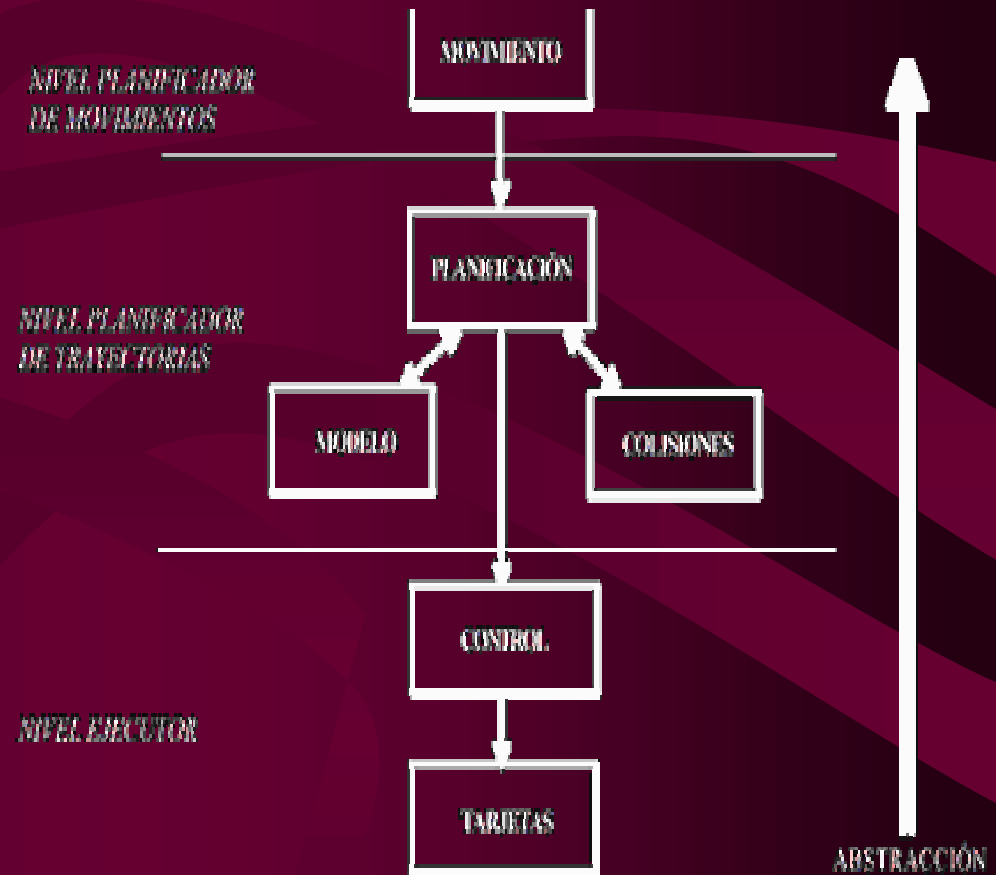 MOVIMIENTO
NIVEL PLANIFICADOR
DE MOVIMIENTOS
PLANIFICACIÓN
NIVEL PLANIFICADOR
DE TRAYECTORIAS
MODELO
COLISIONES
CONTROL
NIVEL EJECUTOR
TARJETAS
ABSTRACCIÓN